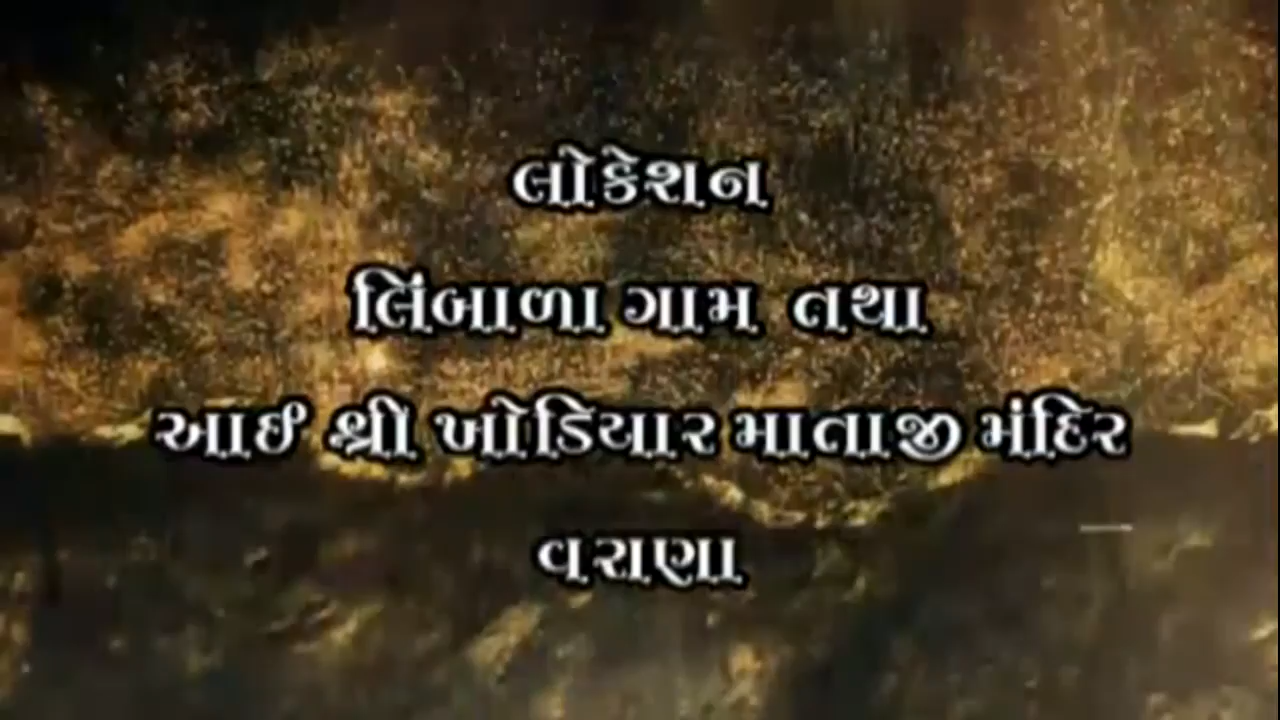 લોકેશન
લિંબાળા ગામ તથા
આઈ શ્રી ખોડિયાર માતાજી મંદિર
વરાણા